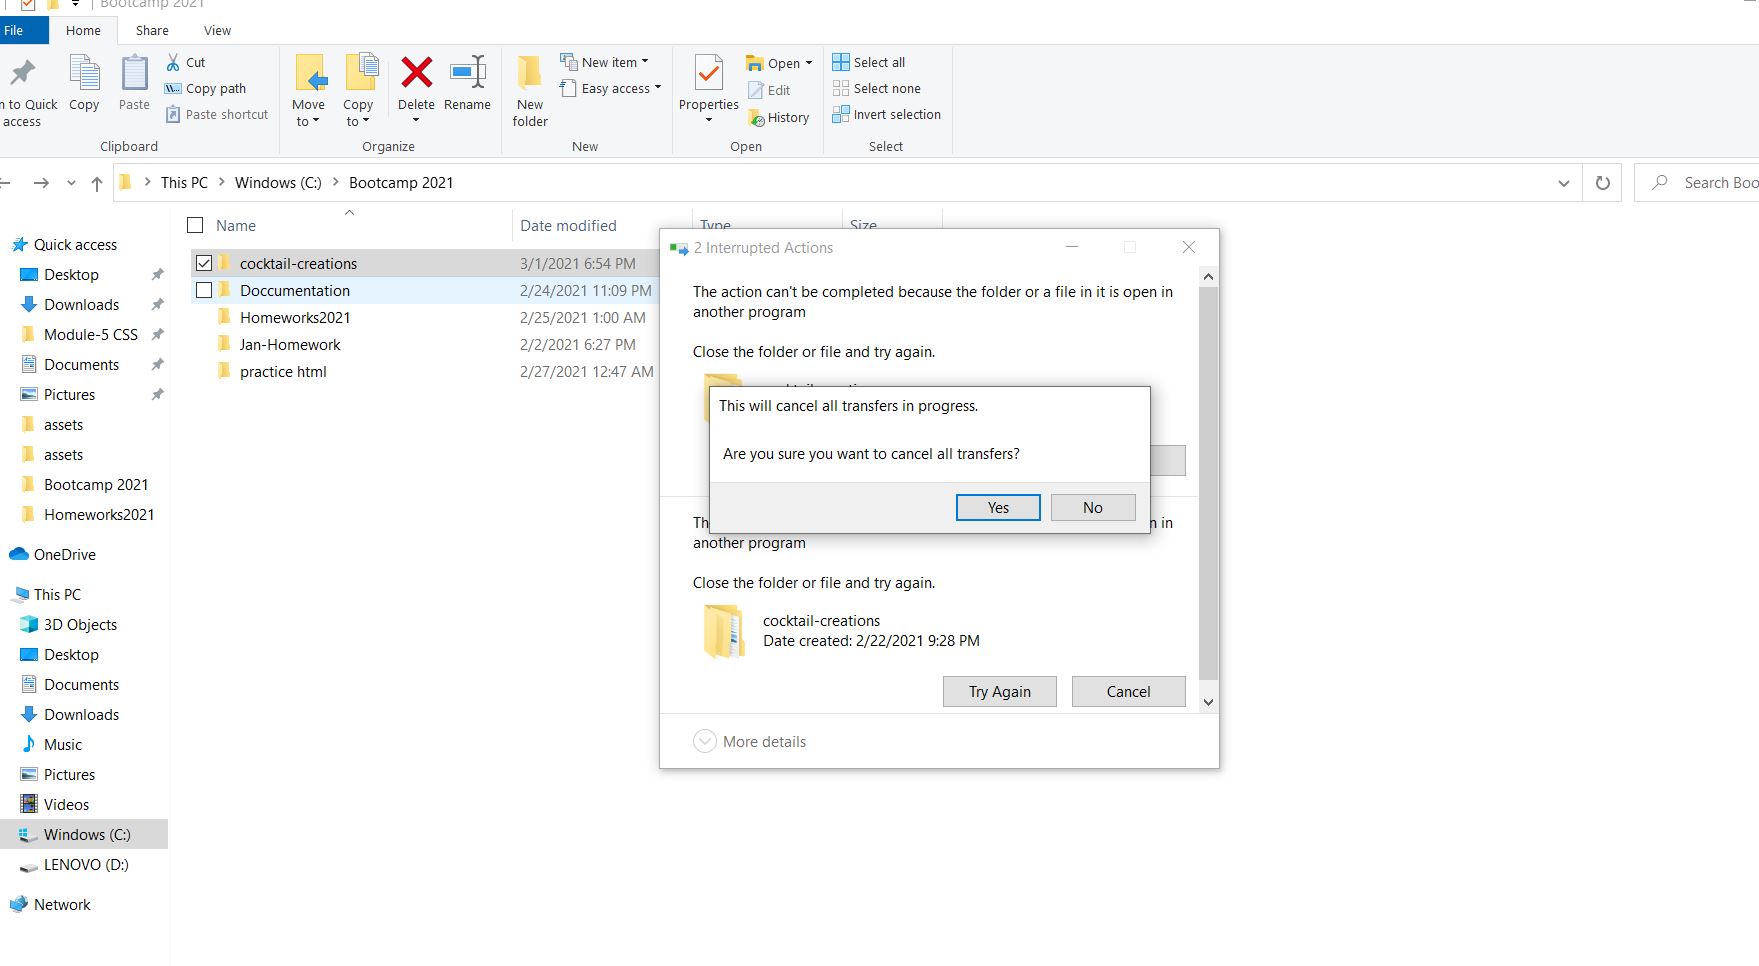 Bootcamp 2021
File Home Share View
Cut
New item
Open
Select all
Copy path
Easy access
Edit
Select none
n to Quick
access
Copy
Paste
Paste shortcut
Move
to
Copy
to
Delete
Rename
New
folder
Properties
History
Invert selection
Clipboard
Organize
New
Open
Select
This PC Windows (C:) Bootcamp 2021
Search Boo
Name Date modified Type Size
cocktail-creations 3/1/2021 6:54 PM
Doccumentation 2/24/2021 11:09 PM
Homeworks2021 2/25/2021 1:00 AM
Jan-Homework 2/2/2021 6:27 PM
practice html 2/27/2021 12:47 AM
Quick access
Desktop
Downloads
Module-5 CSS
Documents
Pictures
assets
assets
Bootcamp 2021
Homeworks2021
OneDrive
This PC
3D Objects
Desktop
Documents
Downloads
Music
Pictures
Videos
Windows (C:)
LENOVO (D:)
Network
2 Interrupted Actions
The action can't be completed because the folder or a file in it is open in
another program
Close the folder or file and try again.
This will cancel all transfers in progress.
Are you sure you want to cancel all transfers?
Yes No
Th
n in
another program
Close the folder or file and try again.
cocktail-creations
Date created: 2/22/2021 9:28 PM
Try Again Cancel
More details